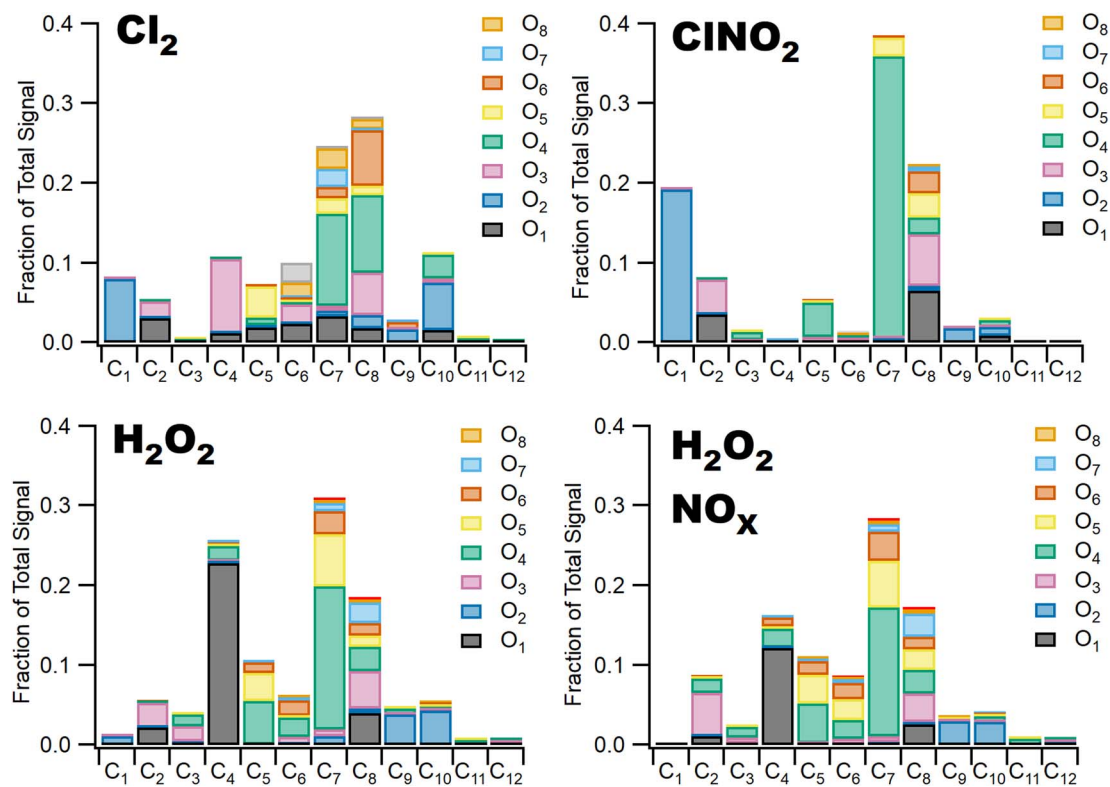 Cl₂
Fraction of Total Signal
0.4
0.3
0.2
0.1
0.0
C₁ C₂ C₃ C₄ C₅ C₆ C₇ C₈ C₉ C₁₀ C₁₁ C₁₂
O₈
O₇
O₆
O₅
O₄
O₃
O₂
O₁
ClNO₂
Fraction of Total Signal
0.4
0.3
0.2
0.1
0.0
C₁ C₂ C₃ C₄ C₅ C₆ C₇ C₈ C₉ C₁₀ C₁₁ C₁₂
O₈
O₇
O₆
O₅
O₄
O₃
O₂
O₁
H₂O₂
Fraction of Total Signal
0.4
0.3
0.2
0.1
0.0
C₁ C₂ C₃ C₄ C₅ C₆ C₇ C₈ C₉ C₁₀ C₁₁ C₁₂
O₈
O₇
O₆
O₅
O₄
O₃
O₂
O₁
H₂O₂
NOₓ
Fraction of Total Signal
0.4
0.3
0.2
0.1
0.0
C₁ C₂ C₃ C₄ C₅ C₆ C₇ C₈ C₉ C₁₀ C₁₁ C₁₂
O₈
O₇
O₆
O₅
O₄
O₃
O₂
O₁